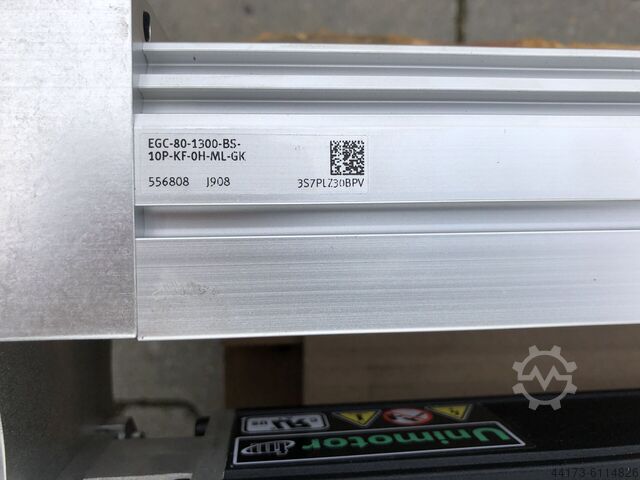 EGC-80-1300-BS-
10P-KF-0H-ML-GK
556808 J908
3S7PLZ30BPV
Unimotor
44173-6114826